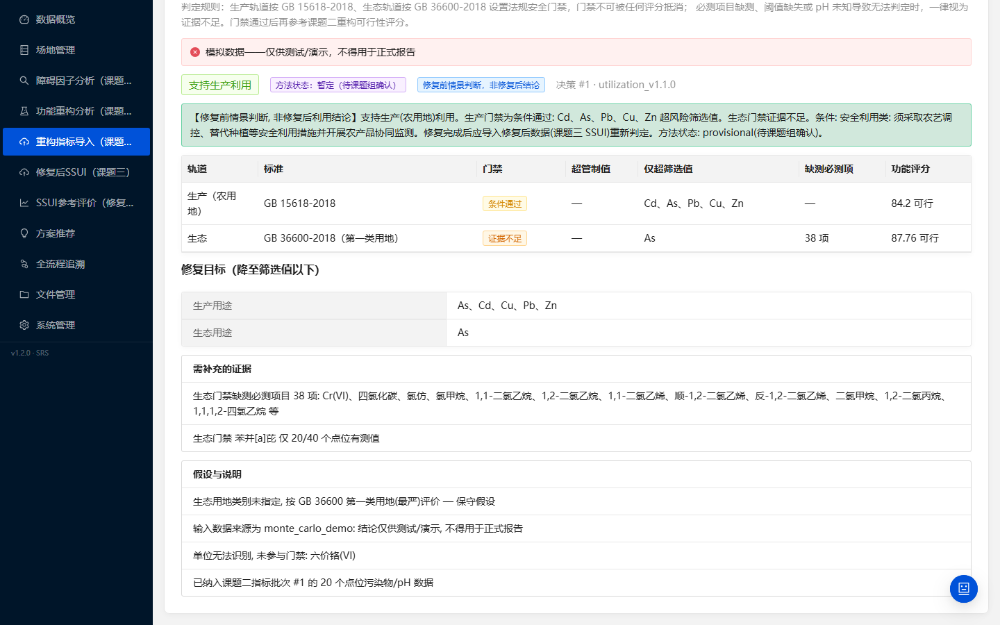 数据概览
场地管理
障碍因子分析（课题...
功能重构分析（课题...
重构指标导入（课题...
修复后SSUI（课题三）
SSUI参考评价（修复...
方案推荐
全流程追溯
文件管理
系统管理
v1.2.0 · SRS
判定规则：生产轨道按 GB 15618-2018、生态轨道按 GB 36600-2018 设置法规安全门禁，门禁不可被任何评分抵消； 必测项目缺测、阈值缺失或 pH 未知导致无法判定时，一律视为
证据不足。门禁通过后再参考课题二重构可行性评分。
模拟数据——仅供测试/演示，不得用于正式报告
支持生产利用 方法状态：暂定（待课题组确认） 修复前情景判断，非修复后结论 决策 #1 · utilization_v1.1.0
【修复前情景判断, 非修复后利用结论】支持生产(农用地)利用。生产门禁为条件通过: Cd、As、Pb、Cu、Zn 超风险筛选值。生态门禁证据不足。条件: 安全利用类: 须采取农艺调
控、替代种植等安全利用措施并开展农产品协同监测。修复完成后应导入修复后数据(课题三 SSUI)重新判定。方法状态: provisional(待课题组确认)。
轨道 标准 门禁 超管制值 仅超筛选值 缺测必测项 功能评分
生产（农用
地） GB 15618-2018 条件通过 — Cd、As、Pb、Cu、Zn — 84.2 可行
生态 GB 36600-2018（第一类用地） 证据不足 — As 38 项 87.76 可行
修复目标（降至筛选值以下）
生产用途 As、Cd、Cu、Pb、Zn
生态用途 As
需补充的证据
生态门禁缺测必测项目 38 项: Cr(VI)、四氯化碳、氯仿、氯甲烷、1,1-二氯乙烷、1,2-二氯乙烷、1,1-二氯乙烯、顺-1,2-二氯乙烯、反-1,2-二氯乙烯、二氯甲烷、1,2-二氯丙烷、
1,1,1,2-四氯乙烷 等
生态门禁 苯并[a]芘 仅 20/40 个点位有测值
假设与说明
生态用地类别未指定, 按 GB 36600 第一类用地(最严)评价 — 保守假设
输入数据来源为 monte_carlo_demo: 结论仅供测试/演示, 不得用于正式报告
单位无法识别, 未参与门禁: 六价铬(VI)
已纳入课题二指标批次 #1 的 20 个点位污染物/pH 数据